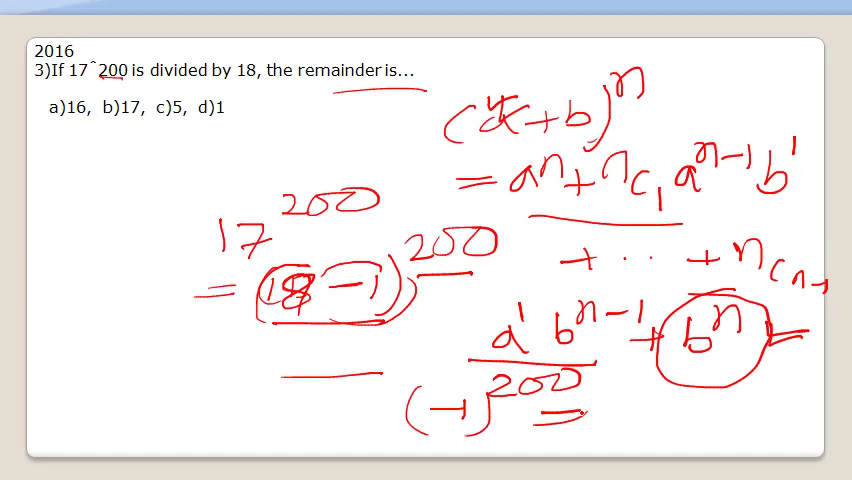 2016
3)If 17^200 is divided by 18, the remainder is...
a)16, b)17, c)5, d)1
(a+b)^n
= a^n + nC1 a^n-1 b^1
+ .. + nCn-1
a^1 b^n-1 + b^n =
17^200
= (18-1)^200
(-1)^200 =